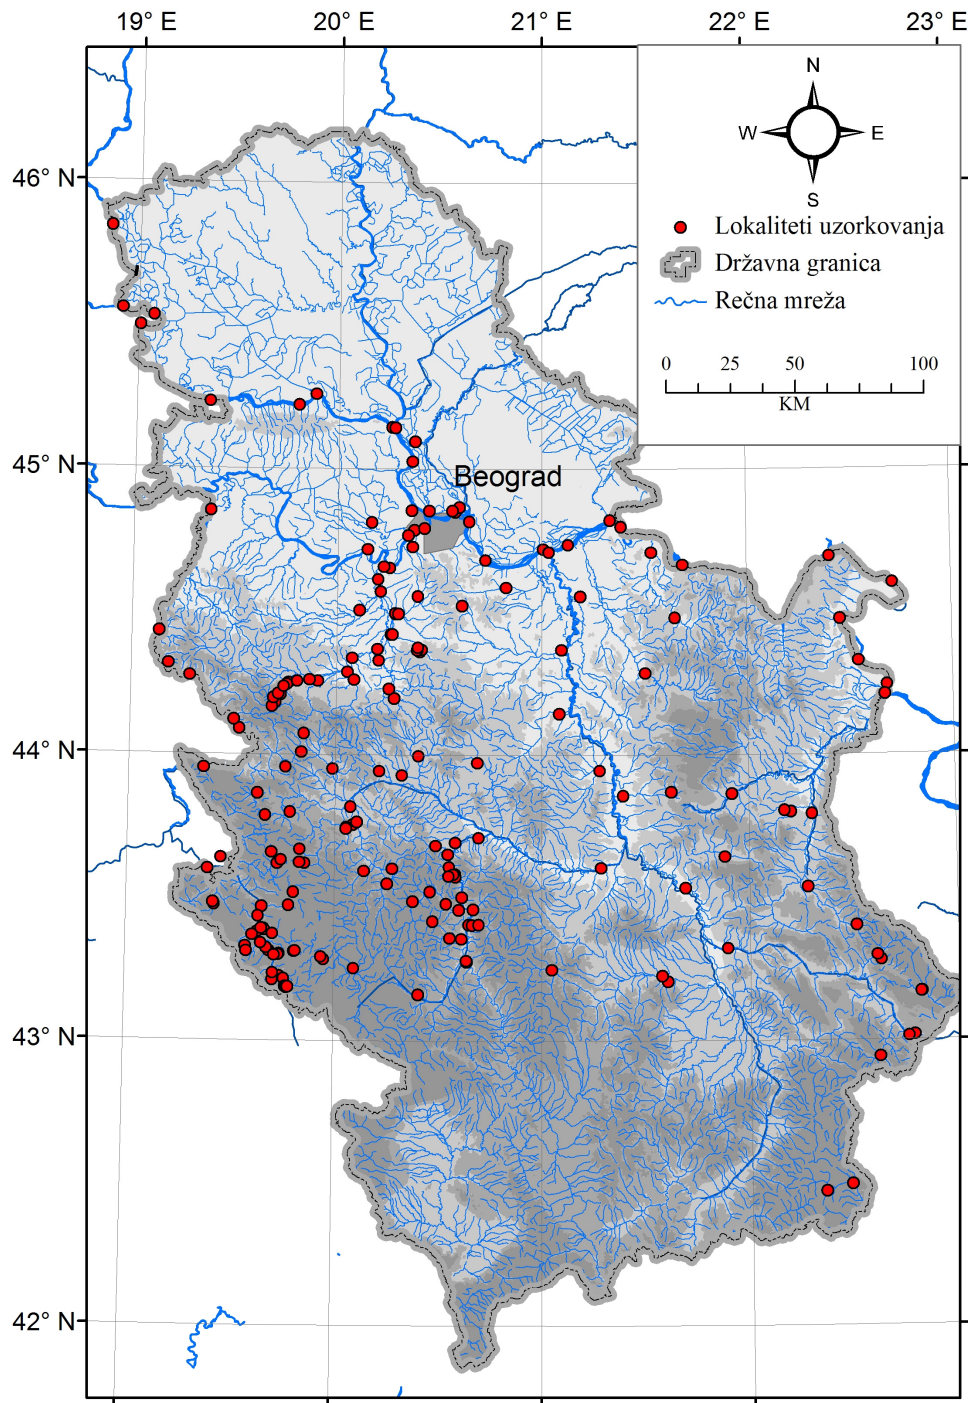 19° E 20° E 21° E 22° E 23° E
N
W E
S
46° N
Lokaliteti uzorkovanja
Državna granica
Rečna mreža
0 25 50 100
KM
45° N
Beograd
44° N
43° N
42° N